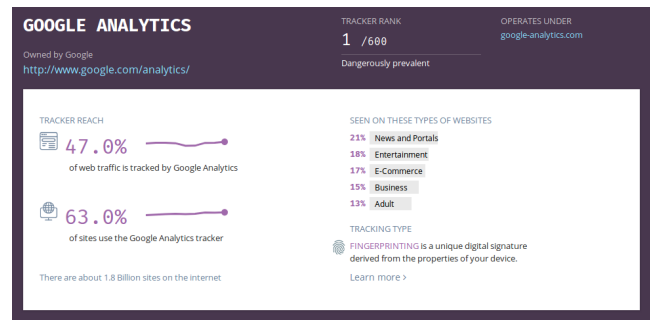 GOOGLE ANALYTICS
Owned by Google
http://www.google.com/analytics/
TRACKER RANK
1 /600
Dangerously prevalent
OPERATES UNDER
google-analytics.com
TRACKER REACH
47.0%
of web traffic is tracked by Google Analytics
63.0%
of sites use the Google Analytics tracker
There are about 1.8 Billion sites on the internet
SEEN ON THESE TYPES OF WEBSITES
21% News and Portals
18% Entertainment
17% E-Commerce
15% Business
13% Adult
TRACKING TYPE
FINGERPRINTING is a unique digital signature
derived from the properties of your device.
Learn more >